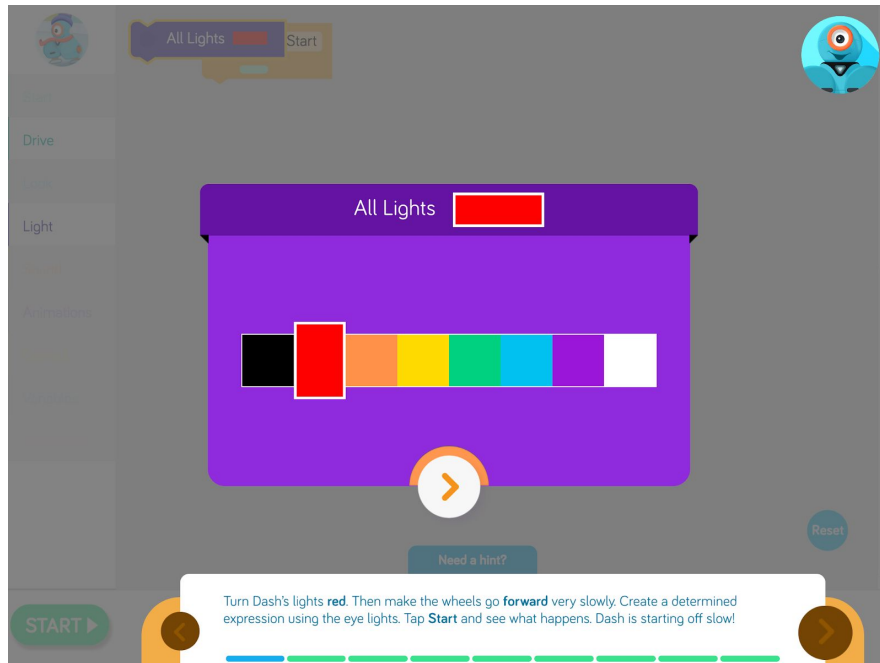 All Lights
Start
Drive
Light
Animations
All Lights
Reset
Need a hint?
Turn Dash's lights red. Then make the wheels go forward very slowly. Create a determined
expression using the eye lights. Tap Start and see what happens. Dash is starting off slow!
START